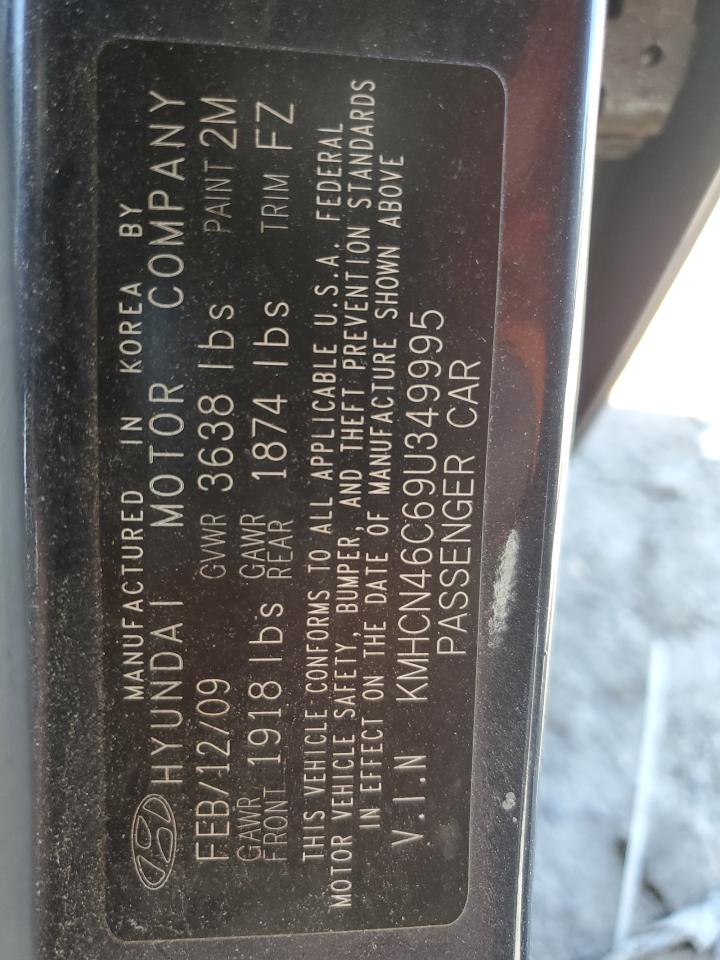 MANUFACTURED IN KOREA BY
HYUNDAI MOTOR COMPANY
FEB/12/09 GVWR 3638 lbs PAINT 2M
GAWR FRONT 1918 lbs GAWR REAR 1874 lbs TRIM FZ
THIS VEHICLE CONFORMS TO ALL APPLICABLE U.S.A. FEDERAL
MOTOR VEHICLE SAFETY, BUMPER, AND THEFT PREVENTION STANDARDS
IN EFFECT ON THE DATE OF MANUFACTURE SHOWN ABOVE
V.I.N KMHCN46C69U349995
PASSENGER CAR